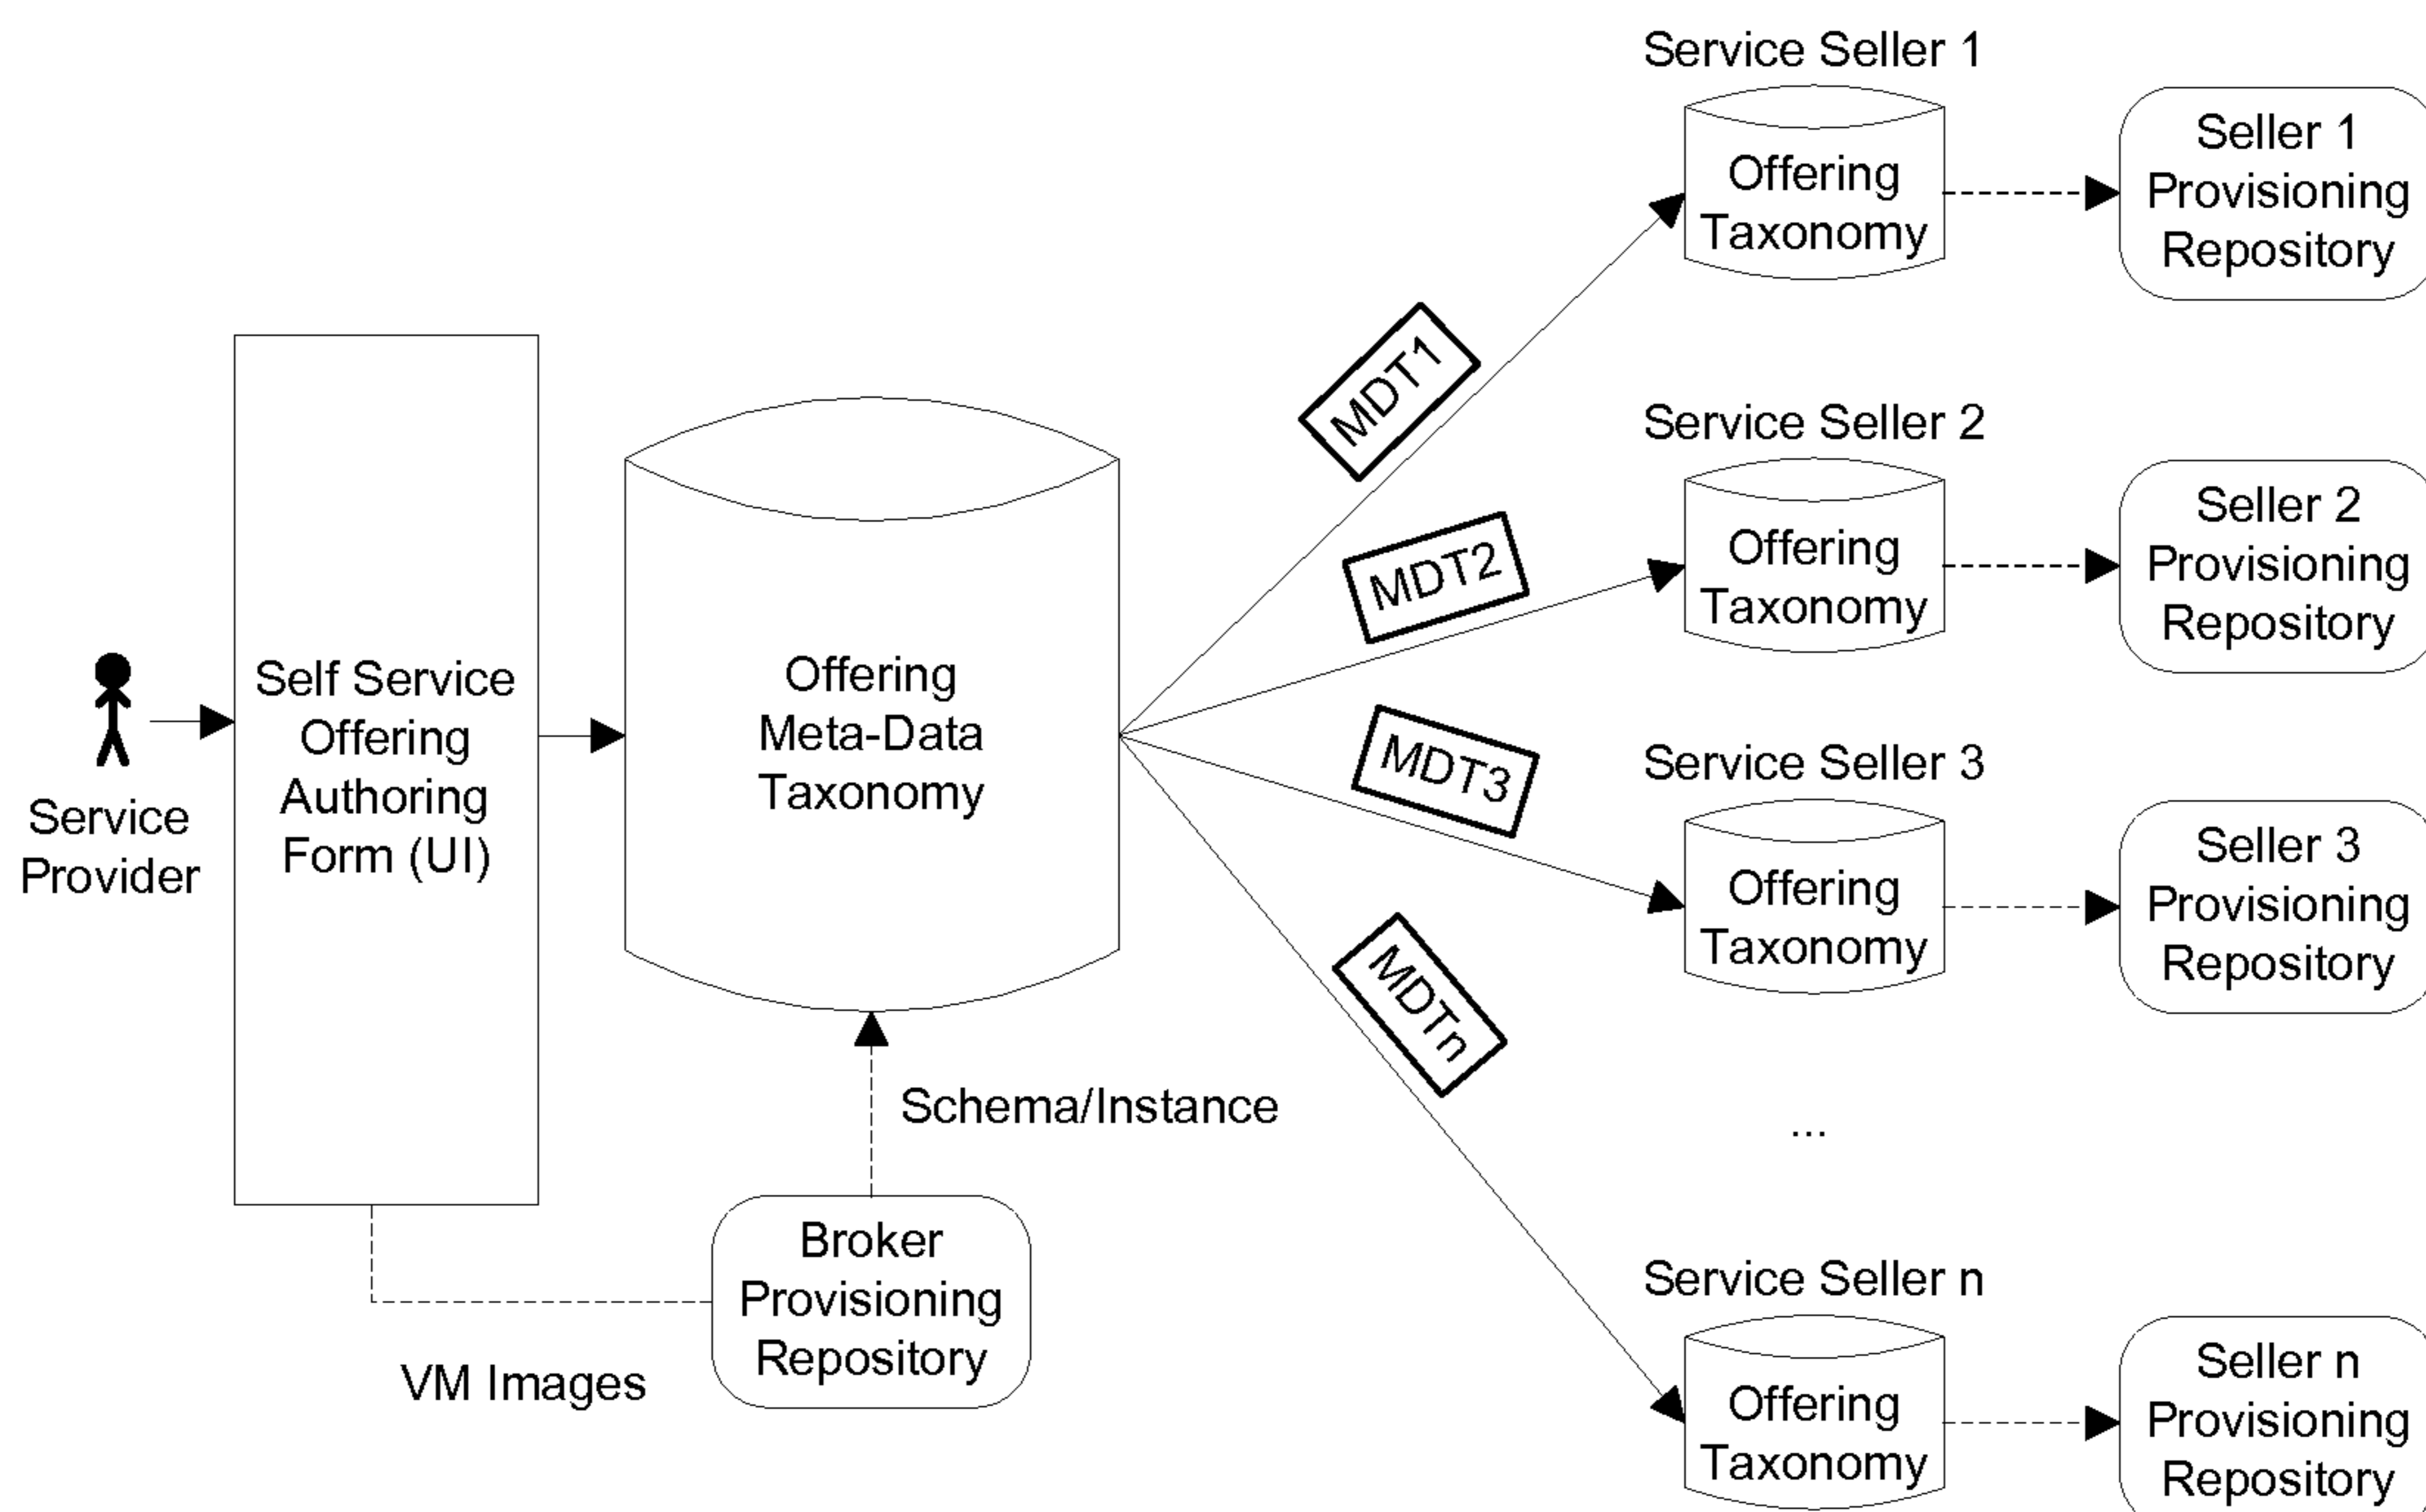 Service Seller 1
Offering
Taxonomy
Seller 1
Provisioning
Repository
MDT1
Service Seller 2
Offering
Taxonomy
Seller 2
Provisioning
Repository
MDT2
Service
Provider
Self Service
Offering
Authoring
Form (UI)
Offering
Meta-Data
Taxonomy
MDT3
Service Seller 3
Offering
Taxonomy
Seller 3
Provisioning
Repository
MDTn
Schema/Instance
...
Broker
Provisioning
Repository
VM Images
Service Seller n
Offering
Taxonomy
Seller n
Provisioning
Repository